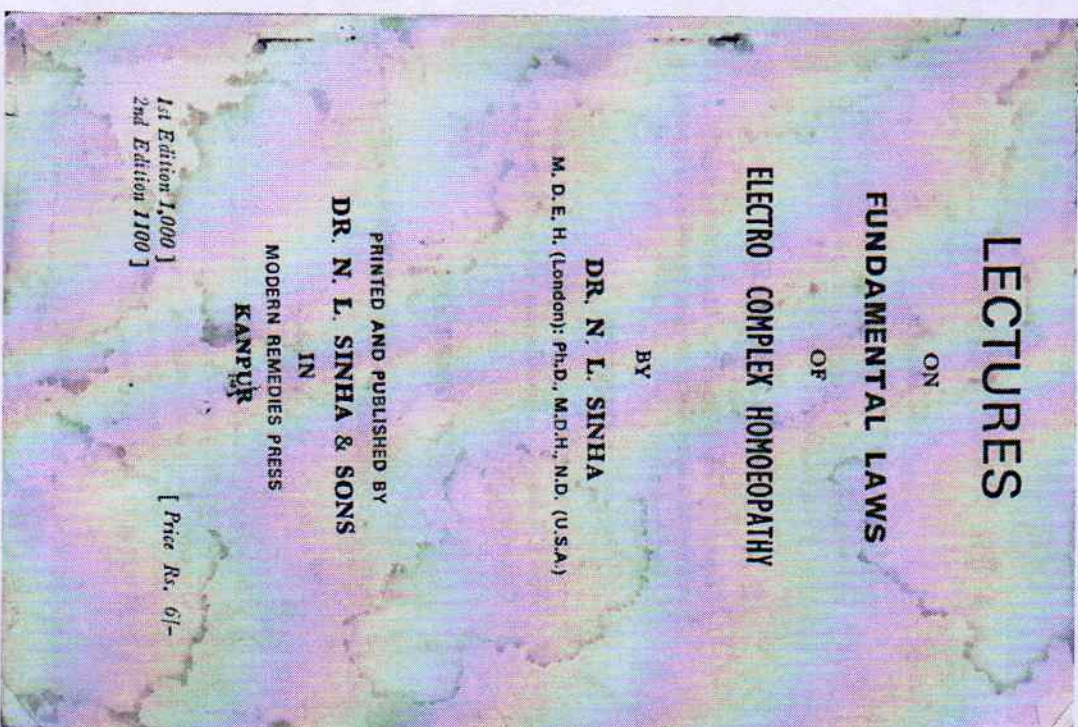 LECTURES
ON
FUNDAMENTAL LAWS
OF
ELECTRO COMPLEX HOMOEOPATHY
BY
DR. N. L. SINHA
M. D. E. H. (London): Ph.D., M.D.H., N.D. (U.S.A.)
PRINTED AND PUBLISHED BY
DR. N. L. SINHA & SONS
IN
MODERN REMEDIES PRESS
KANPUR
1st Edition 1,000 ]
2nd Edition 1100 ]
[ Price Rs. 6/-